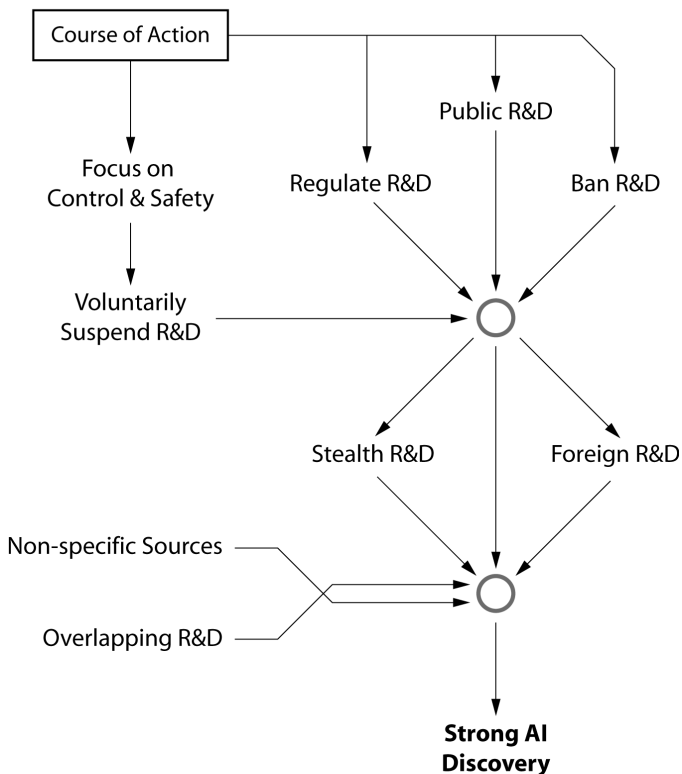 Course of Action
Public R&D
Focus on
Control & Safety
Regulate R&D
Ban R&D
Voluntarily
Suspend R&D
Stealth R&D
Foreign R&D
Non-specific Sources
Overlapping R&D
Strong AI
Discovery